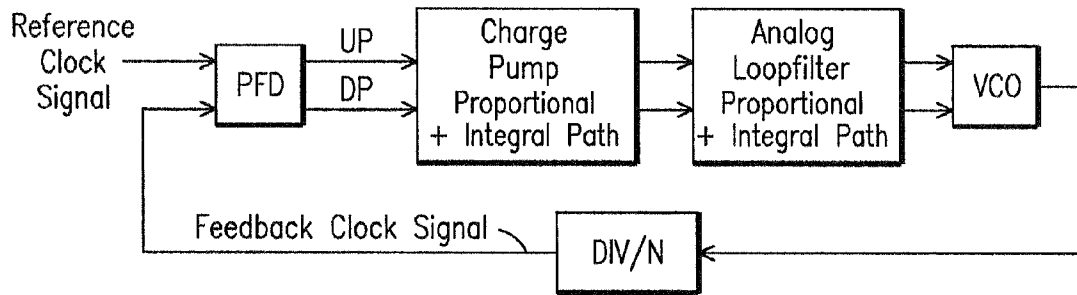 Reference
Clock
Signal
PFD
UP
DP
Charge
Pump
Proportional
+ Integral Path
Analog
Loopfilter
Proportional
+ Integral Path
VCO
Feedback Clock Signal
DIV/N